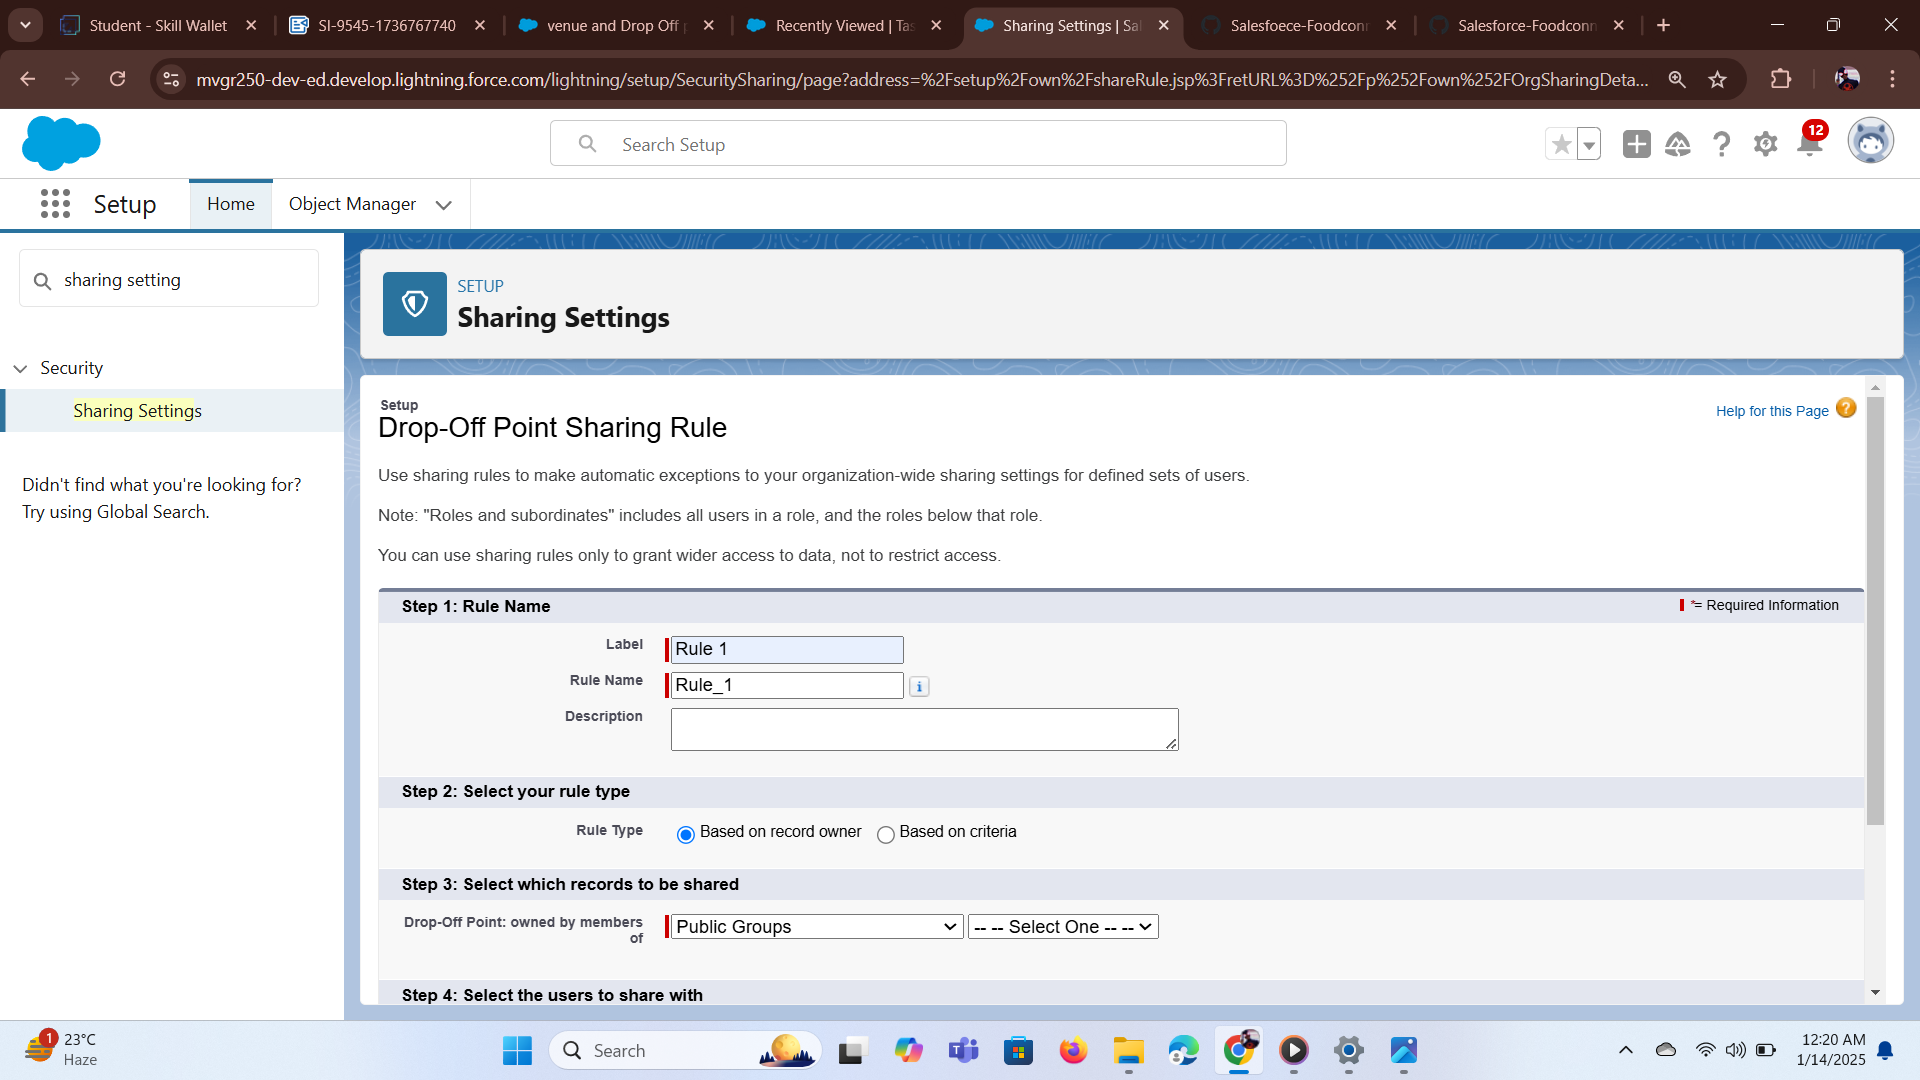 Student - Skill Wallet
SI-9545-1736767740
venue and Drop Off
Recently Viewed | Tas
Sharing Settings | Sal
Salesfoece-Foodconn
Salesforce-Foodconn
mvgr250-dev-ed.develop.lightning.force.com/lightning/setup/SecuritySharing/page?address=%2Fsetup%2Fown%2FshareRule.jsp%3FretURL%3D%252Fp%252Fown%252FOrgSharingDeta...
Search Setup
12
Setup
Home
Object Manager
sharing setting
Security
Sharing Settings
Didn't find what you're looking for?
Try using Global Search.
SETUP
Sharing Settings
Setup
Drop-Off Point Sharing Rule
Help for this Page
Use sharing rules to make automatic exceptions to your organization-wide sharing settings for defined sets of users.
Note: "Roles and subordinates" includes all users in a role, and the roles below that role.
You can use sharing rules only to grant wider access to data, not to restrict access.
Step 1: Rule Name
*= Required Information
Label
Rule 1
Rule Name
Rule_1
Description
Step 2: Select your rule type
Rule Type
Based on record owner
Based on criteria
Step 3: Select which records to be shared
Drop-Off Point: owned by members
of
Public Groups
-- -- Select One -- --
Step 4: Select the users to share with
1
23°C
Haze
Search
12:20 AM
1/14/2025